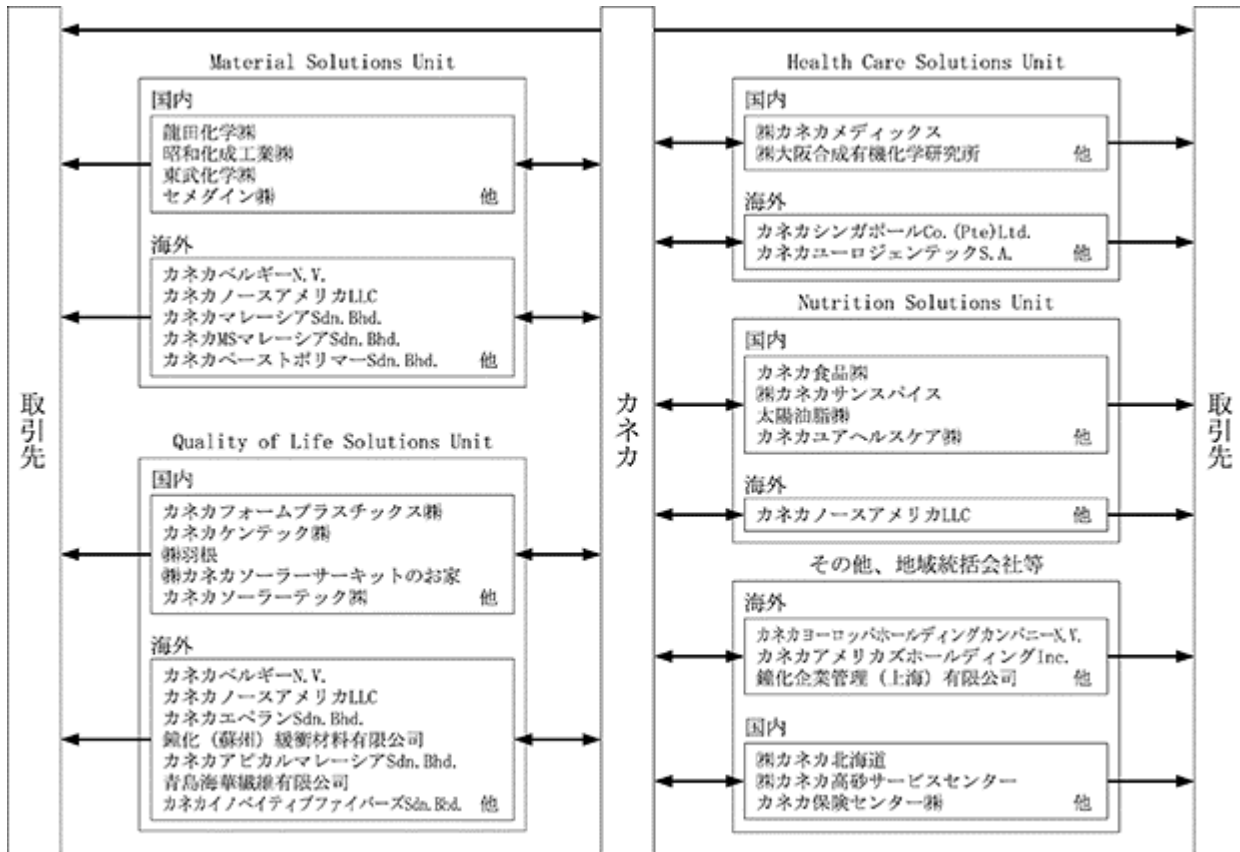 取引先
Material Solutions Unit
国内
龍田化学㈱
昭和化成工業㈱
東武化学㈱
セメダイン㈱ 他
海外
カネカベルギーN.V.
カネカノースアメリカLLC
カネカマレーシアSdn.Bhd.
カネカMSマレーシアSdn.Bhd.
カネカペーストポリマーSdn.Bhd. 他
Quality of Life Solutions Unit
国内
カネカフォームプラスチックス㈱
カネカケンテック㈱
㈱羽根
㈱カネカソーラーサーキットのお家
カネカソーラーテック㈱ 他
海外
カネカベルギーN.V.
カネカノースアメリカLLC
カネカエペランSdn.Bhd.
鐘化（蘇州）緩衝材料有限公司
カネカアピカルマレーシアSdn.Bhd.
青島海華繊維有限公司
カネカイノベイティブファイバーズSdn.Bhd. 他
カネカ
Health Care Solutions Unit
国内
㈱カネカメディックス
㈱大阪合成有機化学研究所 他
海外
カネカシンガポールCo.(Pte)Ltd.
カネカユーロジェンテックS.A. 他
Nutrition Solutions Unit
国内
カネカ食品㈱
㈱カネカサンスパイス
太陽油脂㈱
カネカユアヘルスケア㈱ 他
海外
カネカノースアメリカLLC 他
その他、地域統括会社等
海外
カネカヨーロッパホールディングカンパニーN.V.
カネカアメリカズホールディングInc.
鐘化企業管理（上海）有限公司 他
国内
㈱カネカ北海道
㈱カネカ高砂サービスセンター
カネカ保険センター㈱ 他
取引先